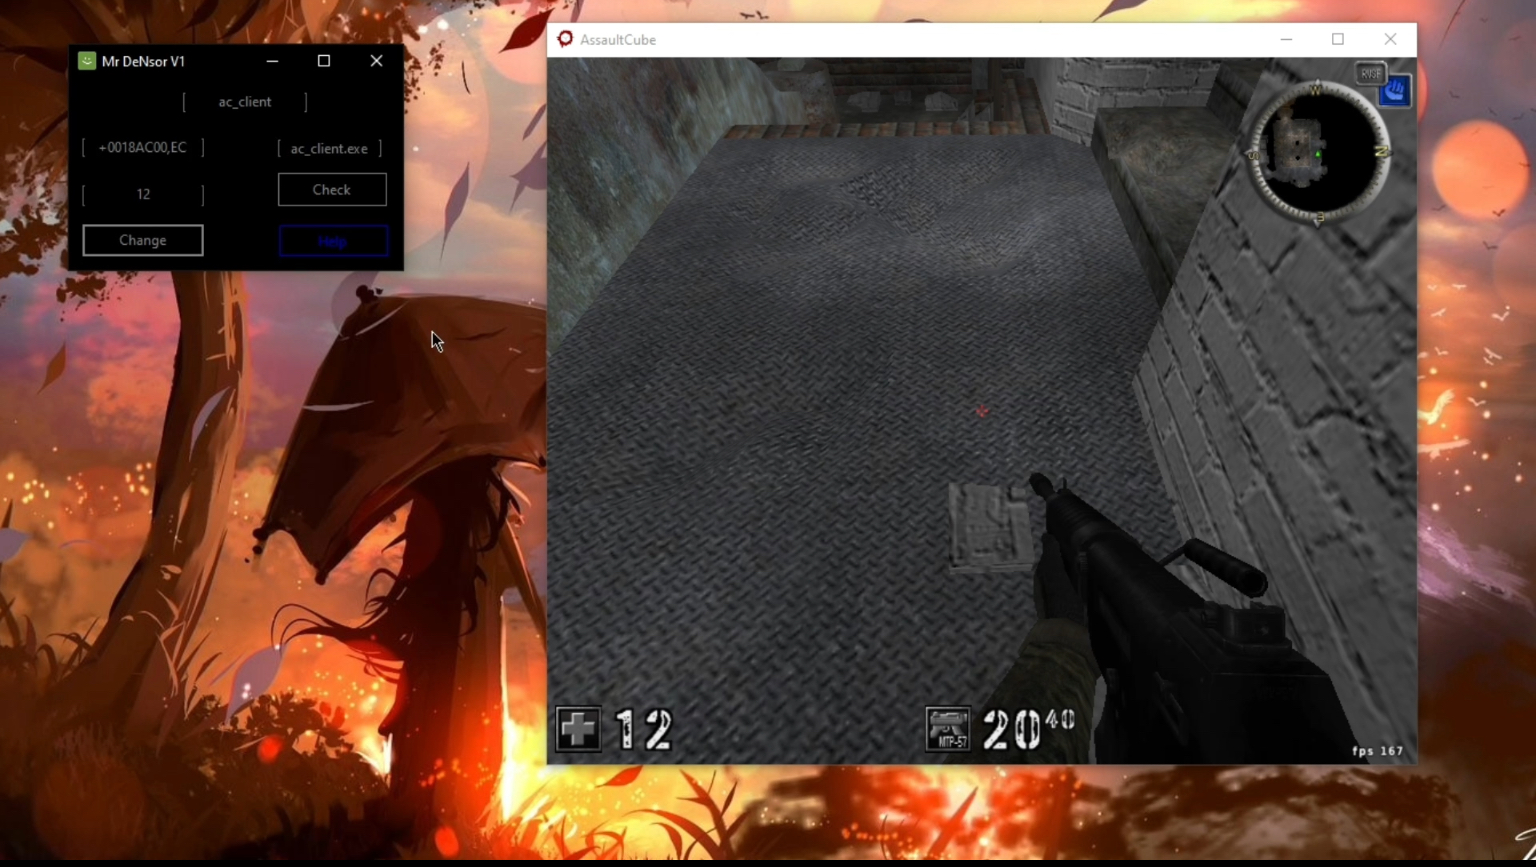 Mr DeNsor V1
[ ac_client ]
[ +0018AC00,EC ]
[ ac_client.exe ]
[ 12 ]
Check
Change
Help
AssaultCube
RVSF
W
N
S
E
12
MTP-57
20 40
fps 167